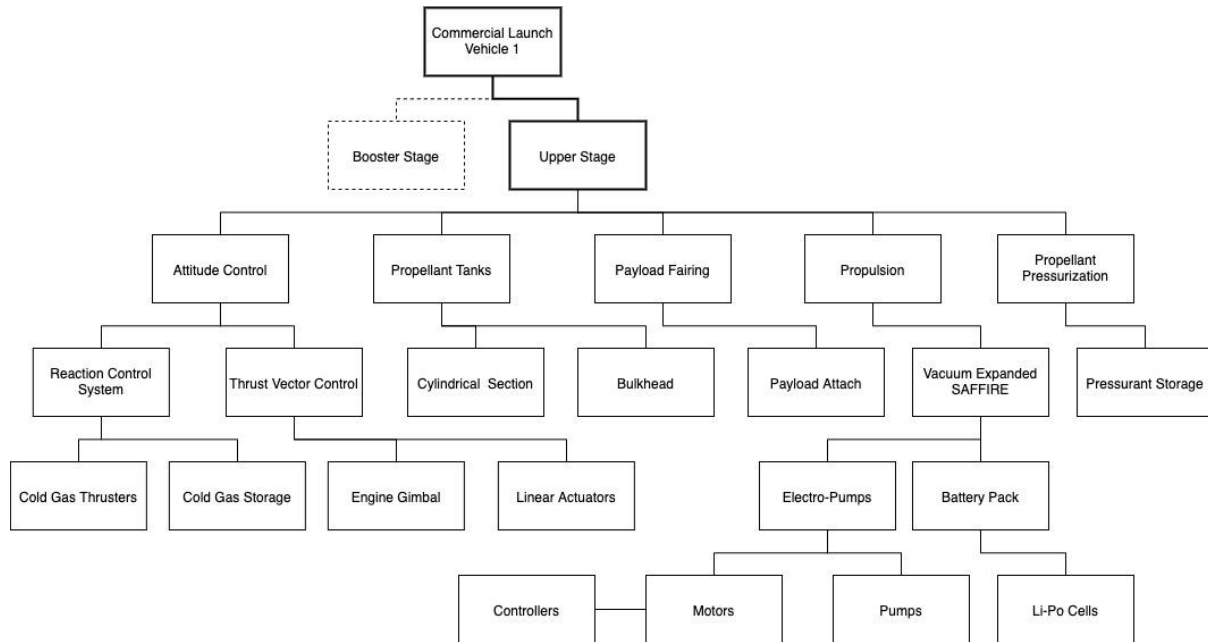 Commercial Launch
Vehicle 1
Booster Stage
Upper Stage
Attitude Control
Propellant Tanks
Payload Fairing
Propulsion
Propellant
Pressurization
Reaction Control
System
Thrust Vector Control
Cylindrical Section
Bulkhead
Payload Attach
Vacuum Expanded
SAFFIRE
Pressurant Storage
Cold Gas Thrusters
Cold Gas Storage
Engine Gimbal
Linear Actuators
Electro-Pumps
Battery Pack
Controllers
Motors
Pumps
Li-Po Cells